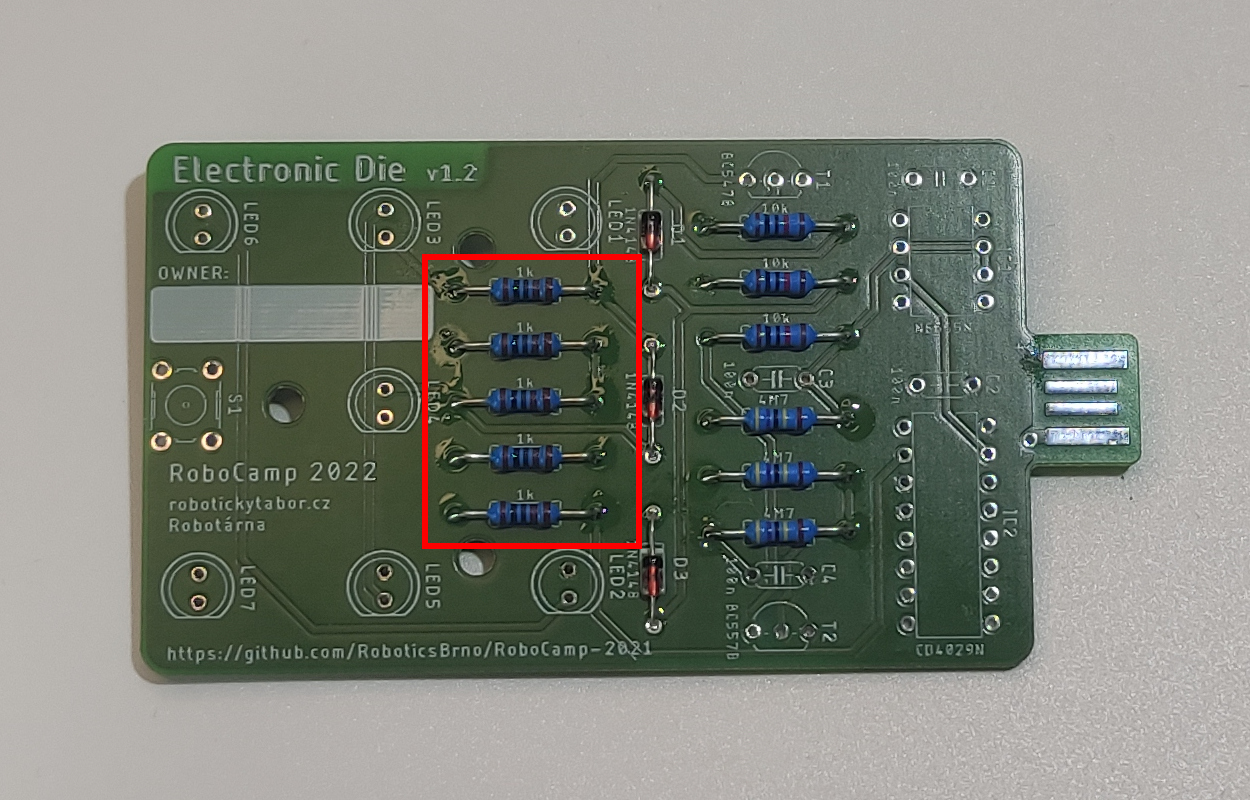 Electronic Die v1.2
LED6
LED3
LED1
1N4148
D1
BC547B
T1
10k
OWNER:
1k
10k
1k
10k
NE555N
1k
1N4148
D2
100n
C3
100n
C2
4M7
S1
1k
4M7
RoboCamp 2022
robotickytabor.cz
Robotárna
1k
4M7
IC2
LED7
LED5
LED2
1N4148
D3
100n
C4
BC557B
T2
CD4029N
https://github.com/RoboticsBrno/RoboCamp-2021